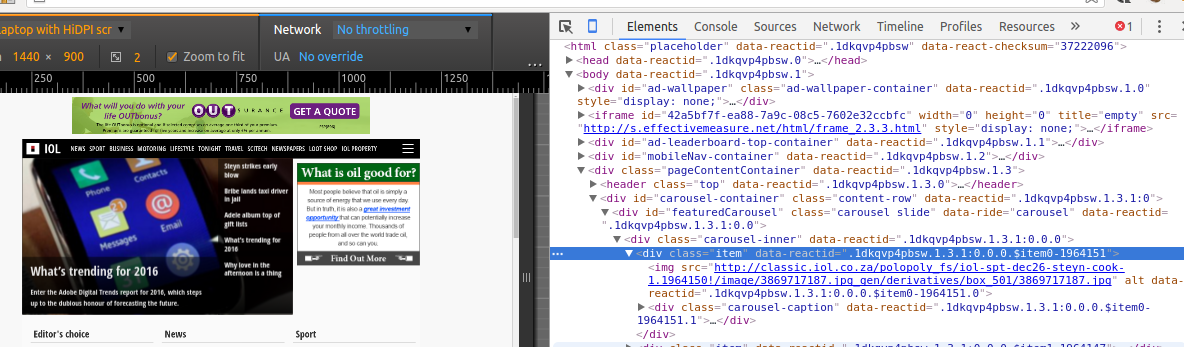 Laptop with HiDPI scr ▾
Network No throttling ▾
1440 × 900 2 Zoom to fit UA No override
...
250 500 750 1000 1250
What will you do with your life OUTbonus?
OUTSURANCE
GET A QUOTE
IOL NEWS SPORT BUSINESS MOTORING LIFESTYLE TONIGHT TRAVEL SCITECH NEWSPAPERS LOOT SHOP IOL PROPERTY
Phone
Contacts
21
Messages
Email
What's trending for 2016
Enter the Adobe Digital Trends report for 2016, which steps
up to the dubious honour of forecasting the future.
Steyn strikes early
blow
Bribe lands taxi driver
in jail
Adele album top of
gift lists
What's trending for
2016
Why love in the
afternoon is a thing
What is oil good for?
Most people believe that oil is simply a
source of energy that we use every day.
But in truth, it is also a great investment
opportunity that can potentially increase
your monthly income. Thousands of
people from all over the world trade oil,
and so can you.
Find Out More
Editor's choice
News
Sport
Elements Console Sources Network Timeline Profiles Resources » 1
<html class="placeholder" data-reactid=".1dkqvp4pbsw" data-react-checksum="37222096">
▶<head data-reactid=".1dkqvp4pbsw.0">…</head>
▼<body data-reactid=".1dkqvp4pbsw.1">
▶<div id="ad-wallpaper" class="ad-wallpaper-container" data-reactid=".1dkqvp4pbsw.1.0"
style="display: none;">…</div>
▶<iframe id="42a5bf7f-ea88-7a9c-08c5-7602e32ccbfc" width="0" height="0" title="empty" src=
"http://s.effectivemeasure.net/html/frame_2.3.3.html" style="display: none;">…</iframe>
▶<div id="ad-leaderboard-top-container" data-reactid=".1dkqvp4pbsw.1.1">…</div>
▶<div id="mobileNav-container" data-reactid=".1dkqvp4pbsw.1.2">…</div>
▼<div class="pageContentContainer" data-reactid=".1dkqvp4pbsw.1.3">
▶<header class="top" data-reactid=".1dkqvp4pbsw.1.3.0">…</header>
▼<div id="carousel-container" class="content-row" data-reactid=".1dkqvp4pbsw.1.3.1:0">
▼<div id="featuredCarousel" class="carousel slide" data-ride="carousel" data-reactid=
".1dkqvp4pbsw.1.3.1:0.0">
▼<div class="carousel-inner" data-reactid=".1dkqvp4pbsw.1.3.1:0.0.0">
… ▼<div class="item" data-reactid=".1dkqvp4pbsw.1.3.1:0.0.0.$item0-1964151">
<img src="http://classic.iol.co.za/polopoly_fs/iol-spt-dec26-steyn-cook-
1.1964150!/image/3869717187.jpg_gen/derivatives/box_501/3869717187.jpg" alt data-
reactid=".1dkqvp4pbsw.1.3.1:0.0.0.$item0-1964151.0">
▶<div class="carousel-caption" data-reactid=".1dkqvp4pbsw.1.3.1:0.0.0.$item0-
1964151.1">…</div>
</div>